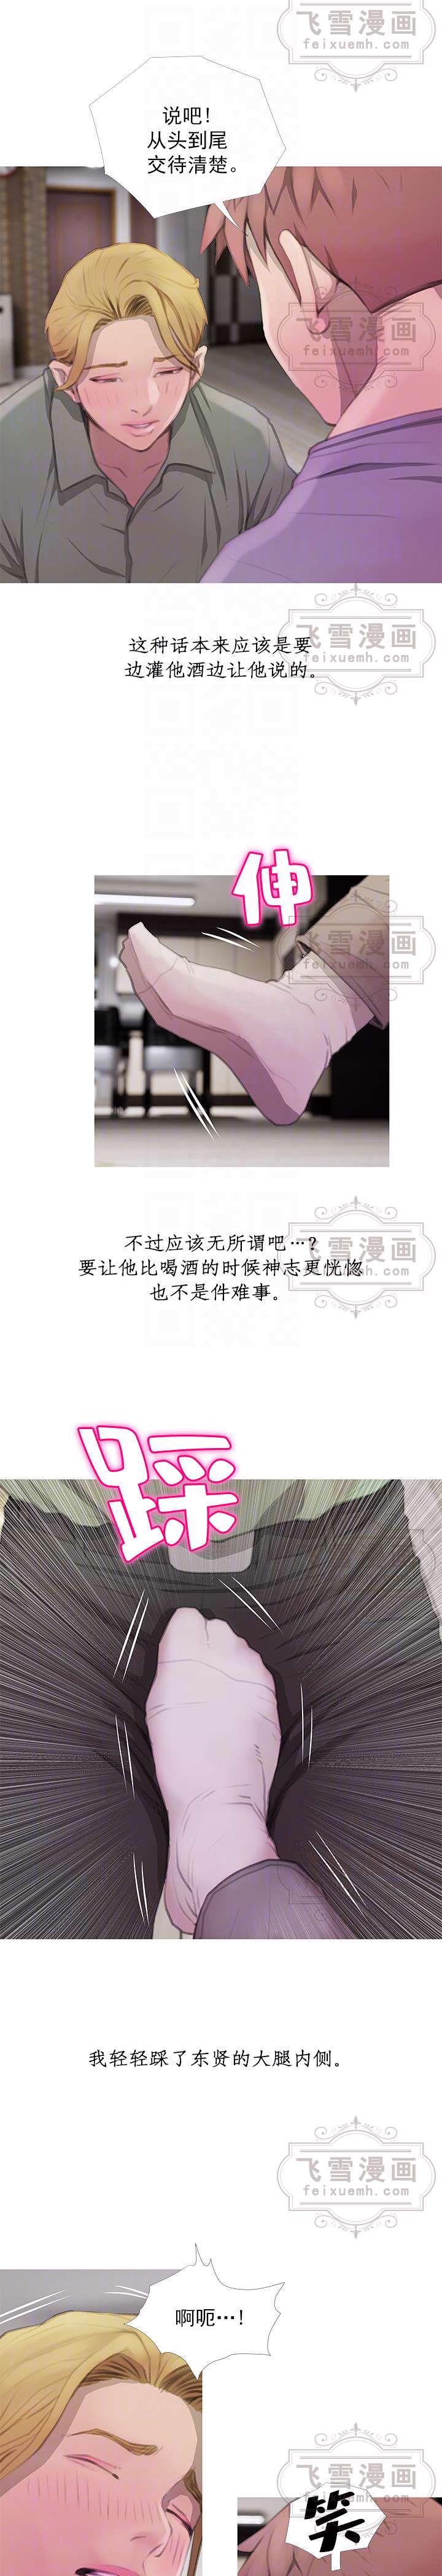 飞雪漫画
feixuemh.com
说吧!
从头到尾
交待清楚。
飞雪漫画
feixuemh.com
飞雪漫画
feixuemh.com
这种话本来应该是要
边灌他酒边让他说的。
伸
飞雪漫画
feixuemh.com
不过应该无所谓吧…?
飞雪漫画
feixuemh.com
要让他比喝酒的时候神志更恍惚
也不是件难事。
踩
我轻轻踩了东贤的大腿内侧。
飞雪漫画
feixuemh.com
啊呃…!
飞雪漫画
feixuemh.com
笑